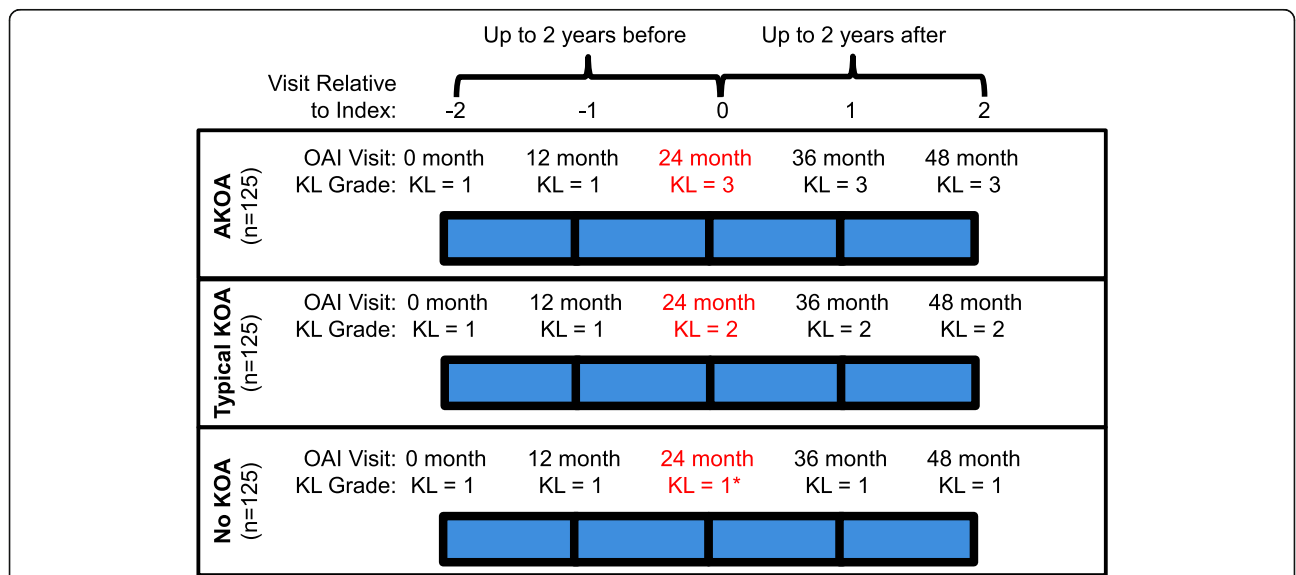 Up to 2 years before Up to 2 years after
Visit Relative
to Index: -2 -1 0 1 2
AKOA
(n=125)
OAI Visit: 0 month 12 month 24 month 36 month 48 month
KL Grade: KL = 1 KL = 1 KL = 3 KL = 3 KL = 3
Typical KOA
(n=125)
OAI Visit: 0 month 12 month 24 month 36 month 48 month
KL Grade: KL = 1 KL = 1 KL = 2 KL = 2 KL = 2
No KOA
(n=125)
OAI Visit: 0 month 12 month 24 month 36 month 48 month
KL Grade: KL = 1 KL = 1 KL = 1* KL = 1 KL = 1